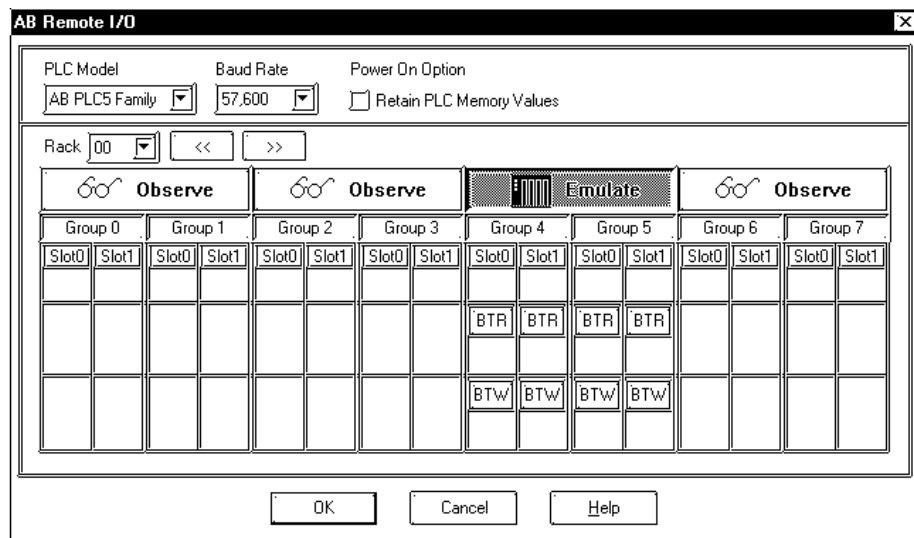 AB Remote I/O
PLC Model Baud Rate Power On Option
AB PLC5 Family 57,600 Retain PLC Memory Values
Rack 00 << >>
Observe Observe Emulate Observe
Group 0 Group 1 Group 2 Group 3 Group 4 Group 5 Group 6 Group 7
Slot0 Slot1 Slot0 Slot1 Slot0 Slot1 Slot0 Slot1 Slot0 Slot1 Slot0 Slot1 Slot0 Slot1 Slot0 Slot1
BTR BTR BTR BTR
BTW BTW BTW BTW
OK Cancel Help